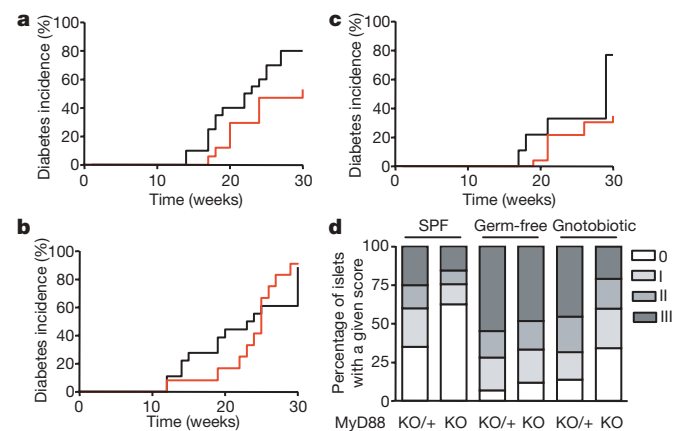 a
Diabetes incidence (%)
100
80
60
40
20
0
0 10 20 30
Time (weeks)
c
Diabetes incidence (%)
100
80
60
40
20
0
0 10 20 30
Time (weeks)
b
Diabetes incidence (%)
100
80
60
40
20
0
0 10 20 30
Time (weeks)
d
SPF Germ-free Gnotobiotic
Percentage of islets
with a given score
100
75
50
25
0
0
I
II
III
MyD88 KO/+ KO KO/+ KO KO/+ KO